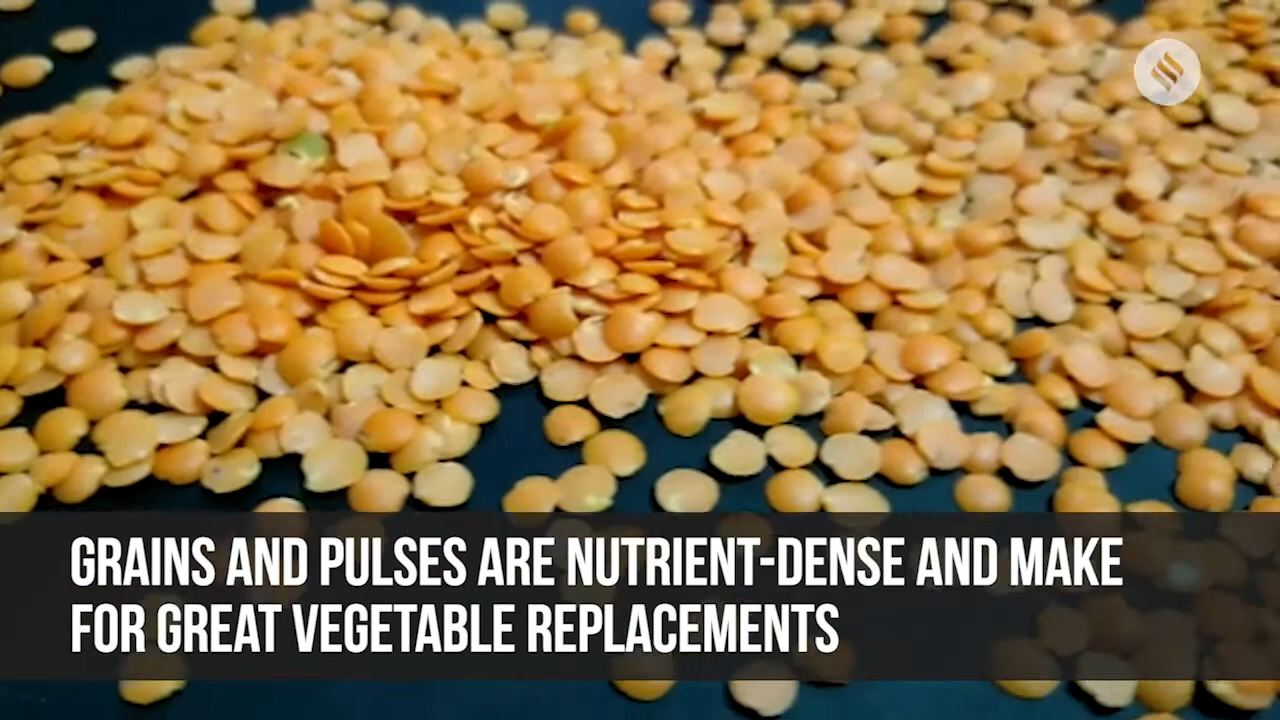 GRAINS AND PULSES ARE NUTRIENT-DENSE AND MAKE
FOR GREAT VEGETABLE REPLACEMENTS